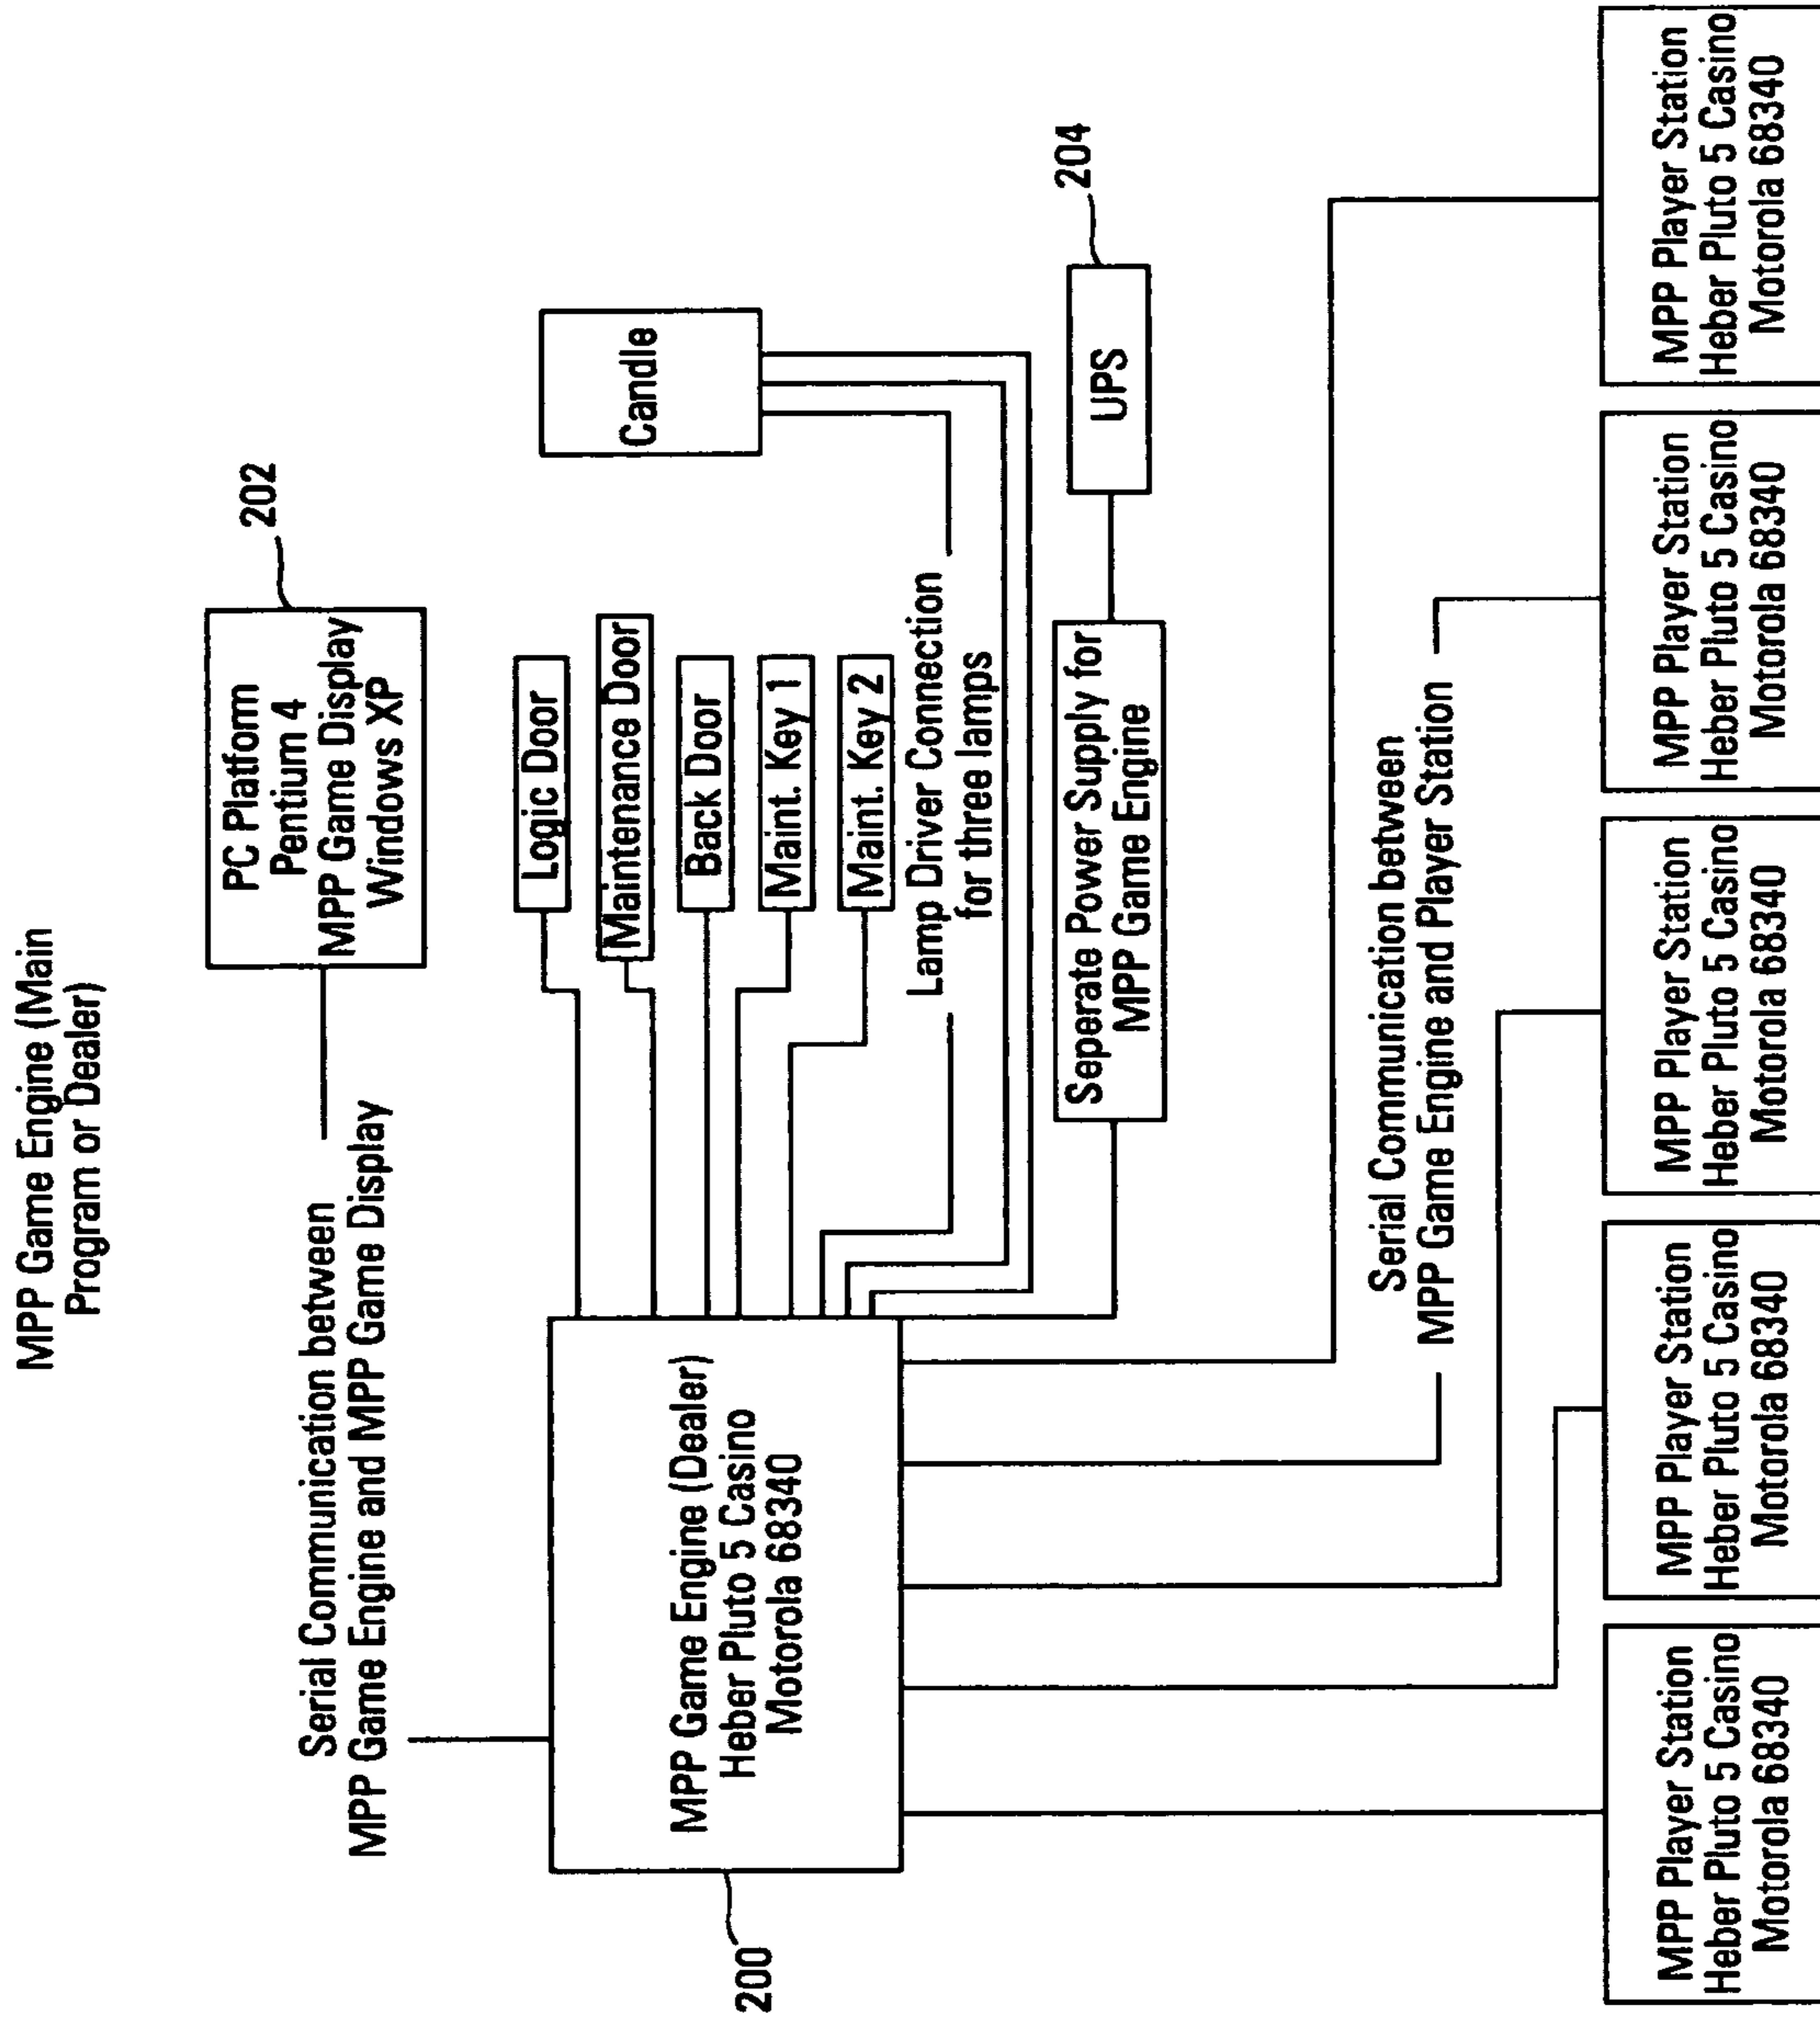 MPP Game Engine (Main
Program or Dealer)
PC Platform
Pentium 4
MPP Game Display
Windows XP
202
Serial Communication between
MPP Game Engine and MPP Game Display
Logic Door
Maintenance Door
Back Door
Maint. Key 1
Maint. Key 2
Candle
Lamp Driver Connection
for three lamps
MPP Game Engine (Dealer)
Heber Pluto 5 Casino
Motorola 68340
200
Seperate Power Supply for
MPP Game Engine
UPS
204
Serial Communication between
MPP Game Engine and Player Station
MPP Player Station
Heber Pluto 5 Casino
Motorola 68340
MPP Player Station
Heber Pluto 5 Casino
Motorola 68340
MPP Player Station
Heber Pluto 5 Casino
Motorola 68340
MPP Player Station
Heber Pluto 5 Casino
Motorola 68340
MPP Player Station
Heber Pluto 5 Casino
Motorola 68340